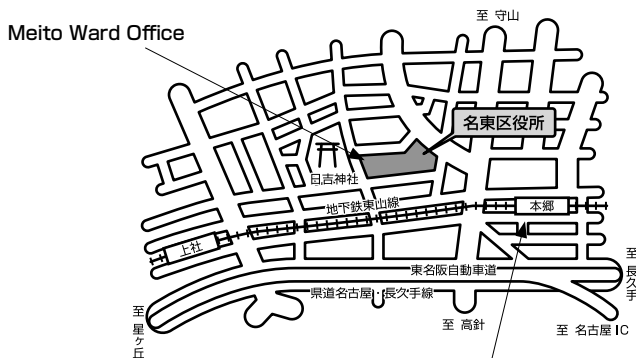 至 守山
Meito Ward Office
名東区役所
日吉神社
地下鉄東山線
本郷
上社
東名阪自動車道
至 長久手
県道名古屋・長久手線
至 星ヶ丘
至 高針
至 名古屋IC